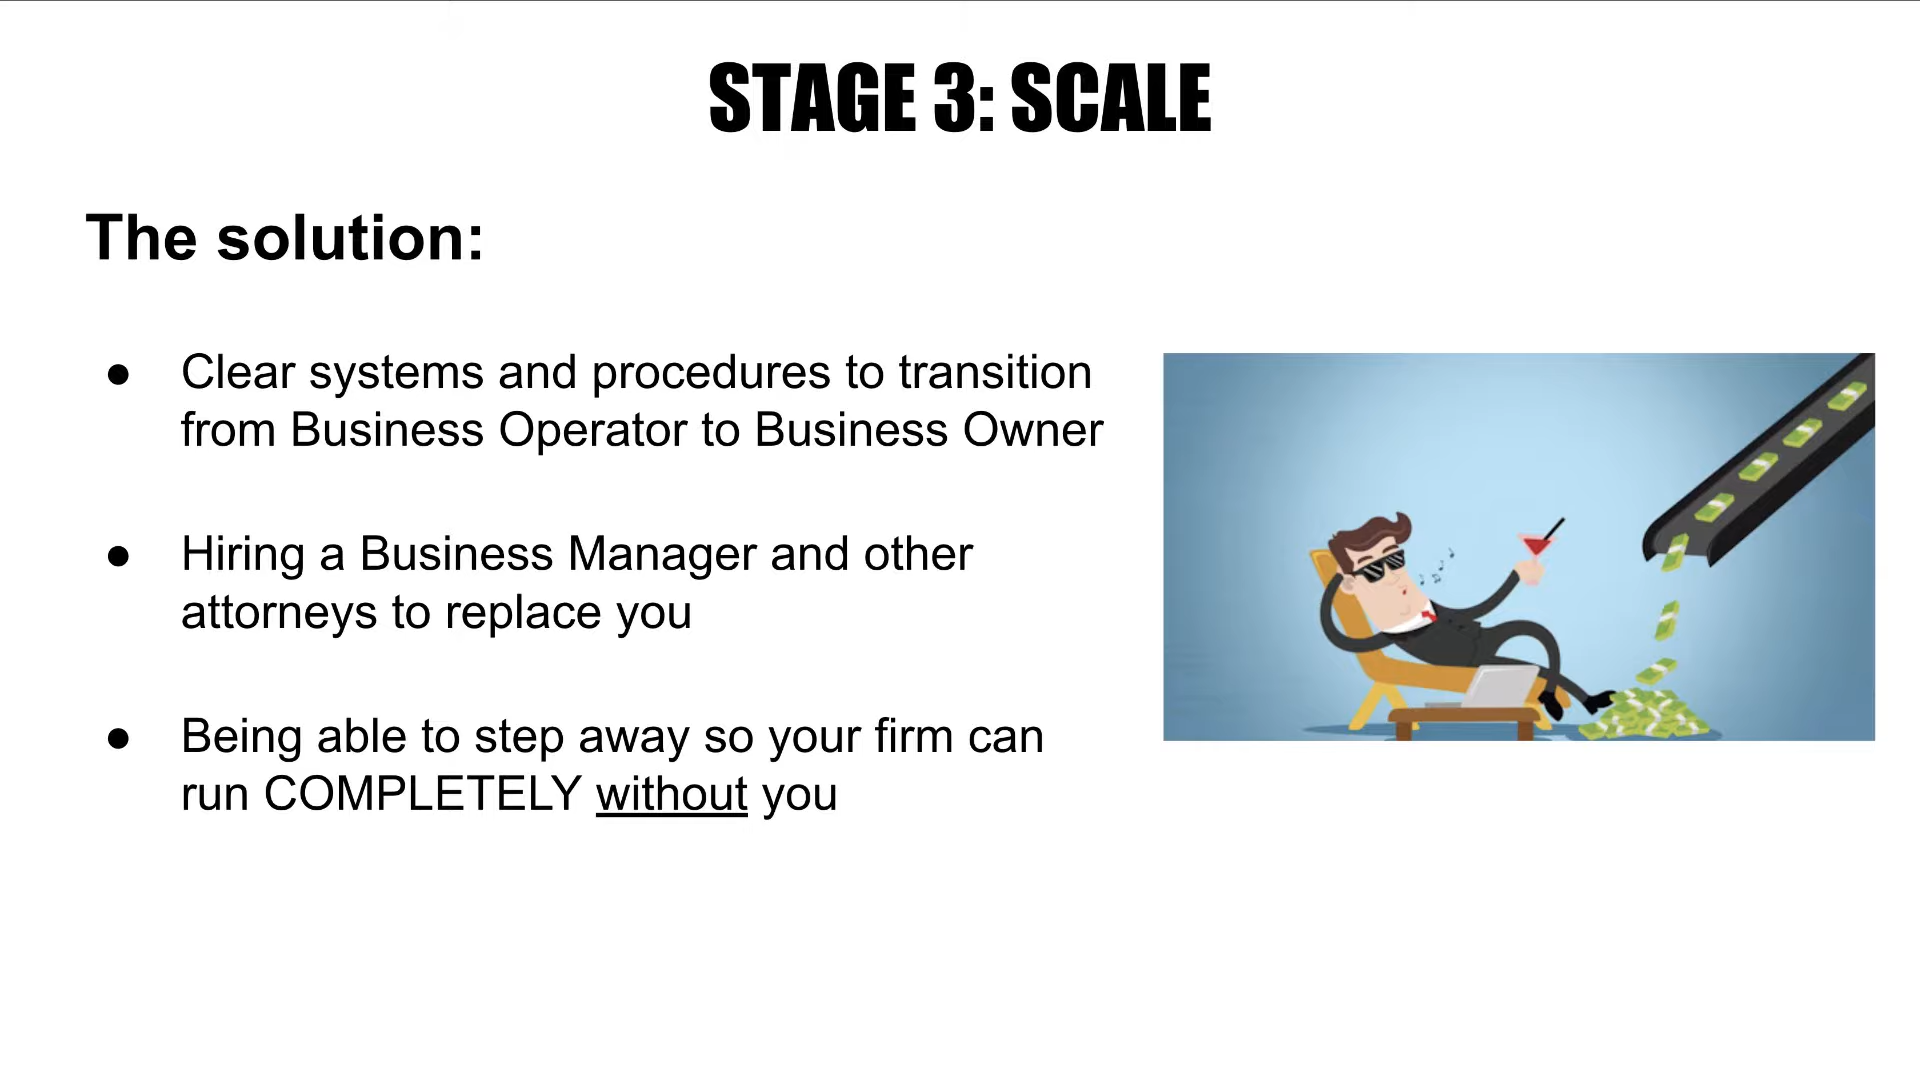 STAGE 3: SCALE
The solution:
● Clear systems and procedures to transition
from Business Operator to Business Owner
● Hiring a Business Manager and other
attorneys to replace you
● Being able to step away so your firm can
run COMPLETELY without you